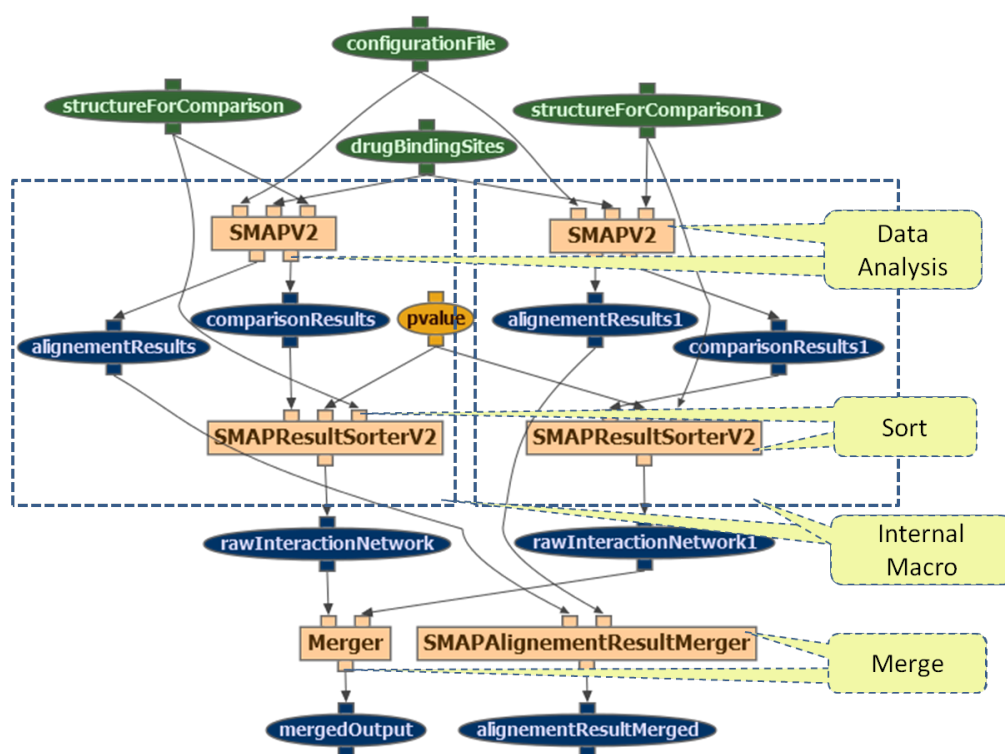 configurationFile
structureForComparison
structureForComparison1
drugBindingSites
SMAPV2
SMAPV2
Data
Analysis
comparisonResults
pvalue
alignementResults1
alignementResults
comparisonResults1
SMAPResultSorterV2
SMAPResultSorterV2
Sort
rawInteractionNetwork
rawInteractionNetwork1
Internal
Macro
Merger
SMAPAlignementResultMerger
Merge
mergedOutput
alignementResultMerged